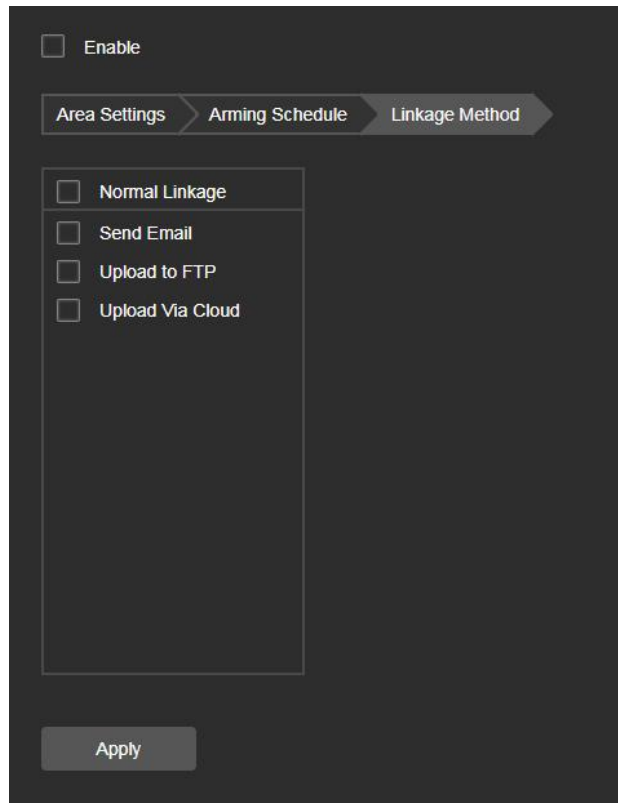 Enable
Area Settings Arming Schedule Linkage Method
Normal Linkage
Send Email
Upload to FTP
Upload Via Cloud
Apply